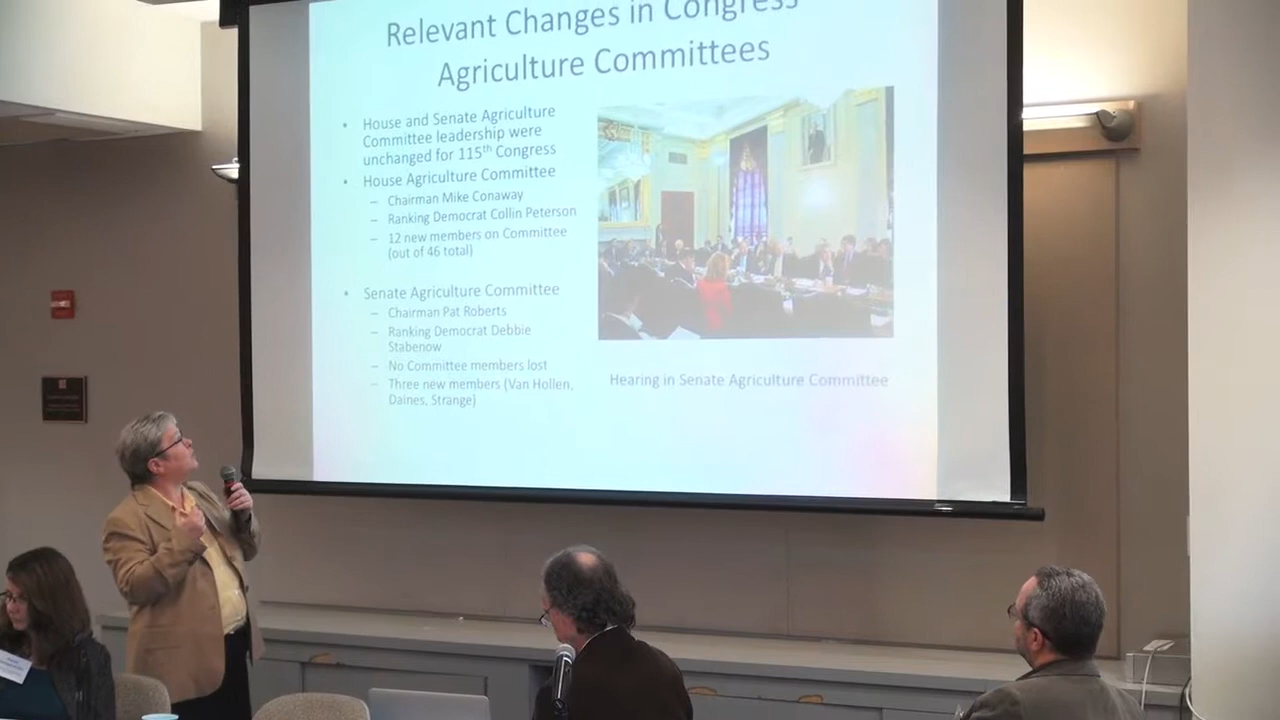 Relevant Changes in Congress
Agriculture Committees
• House and Senate Agriculture
Committee leadership were
unchanged for 115th Congress
• House Agriculture Committee
– Chairman Mike Conaway
– Ranking Democrat Collin Peterson
– 12 new members on Committee
(out of 46 total)
• Senate Agriculture Committee
– Chairman Pat Roberts
– Ranking Democrat Debbie
Stabenow
– No Committee members lost
– Three new members (Van Hollen,
Daines, Strange)
Hearing in Senate Agriculture Committee